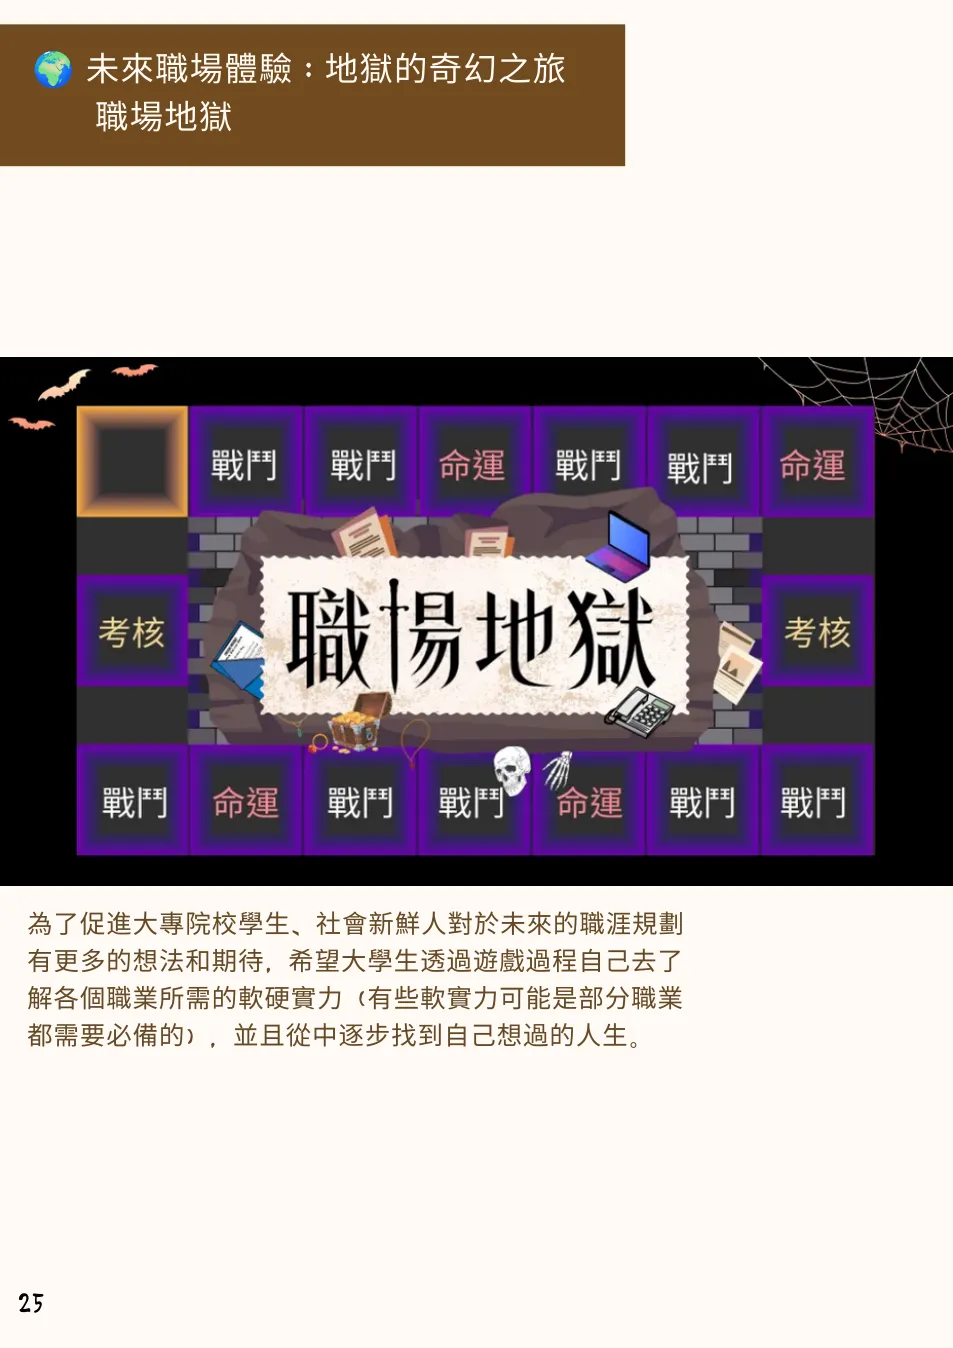 🌍 未來職場體驗：地獄的奇幻之旅
職場地獄
戰鬥 戰鬥 命運 戰鬥 戰鬥 命運
考核 職場地獄 考核
戰鬥 命運 戰鬥 戰鬥 命運 戰鬥 戰鬥
為了促進大專院校學生、社會新鮮人對於未來的職涯規劃
有更多的想法和期待，希望大學生透過遊戲過程自己去了
解各個職業所需的軟硬實力（有些軟實力可能是部分職業
都需要必備的），並且從中逐步找到自己想過的人生。
25